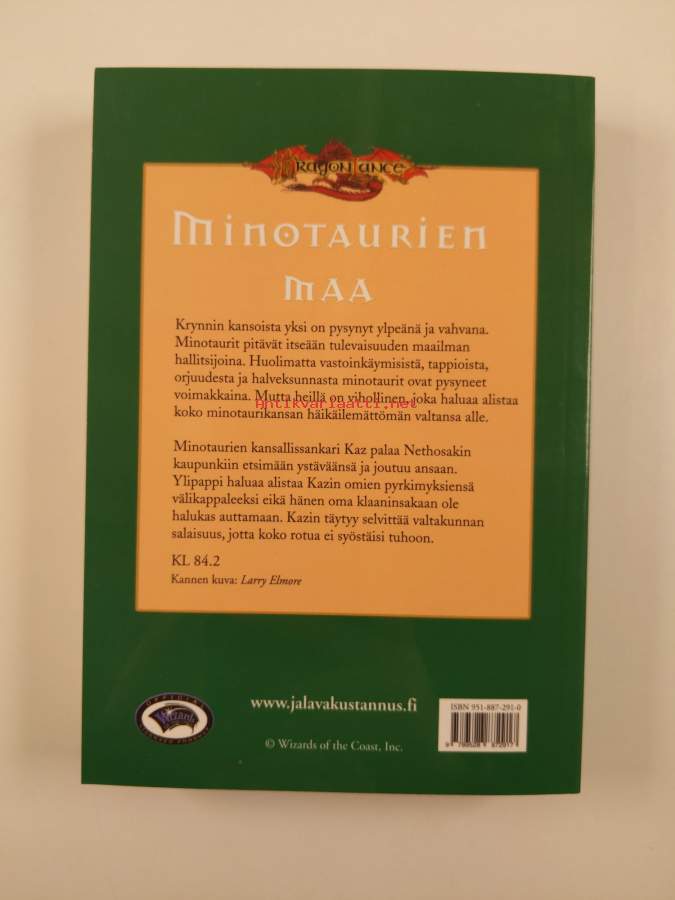 DragonLance
Minotaurien
maa
Krynnin kansoista yksi on pysynyt ylpeänä ja vahvana.
Minotaurit pitävät itseään tulevaisuuden maailman
hallitsijoina. Huolimatta vastoinkäymisistä, tappioista,
orjuudesta ja halveksunnasta minotaurit ovat pysyneet
voimakkaina. Mutta heillä on vihollinen, joka haluaa alistaa
Antikvariaatti.net
koko minotaurikansan häikäilemättömän valtansa alle.
Minotaurien kansallissankari Kaz palaa Nethosakin
kaupunkiin etsimään ystäväänsä ja joutuu ansaan.
Ylipappi haluaa alistaa Kazin omien pyrkimyksiensä
välikappaleeksi eikä hänen oma klaaninsakaan ole
halukas auttamaan. Kazin täytyy selvittää valtakunnan
salaisuus, jotta koko rotua ei syöstäisi tuhoon.
KL 84.2
Kannen kuva: Larry Elmore
www.jalavakustannus.fi
© Wizards of the Coast, Inc.
OFFICIAL
Wizards
ISBN 951-887-291-0
9 789518 872917